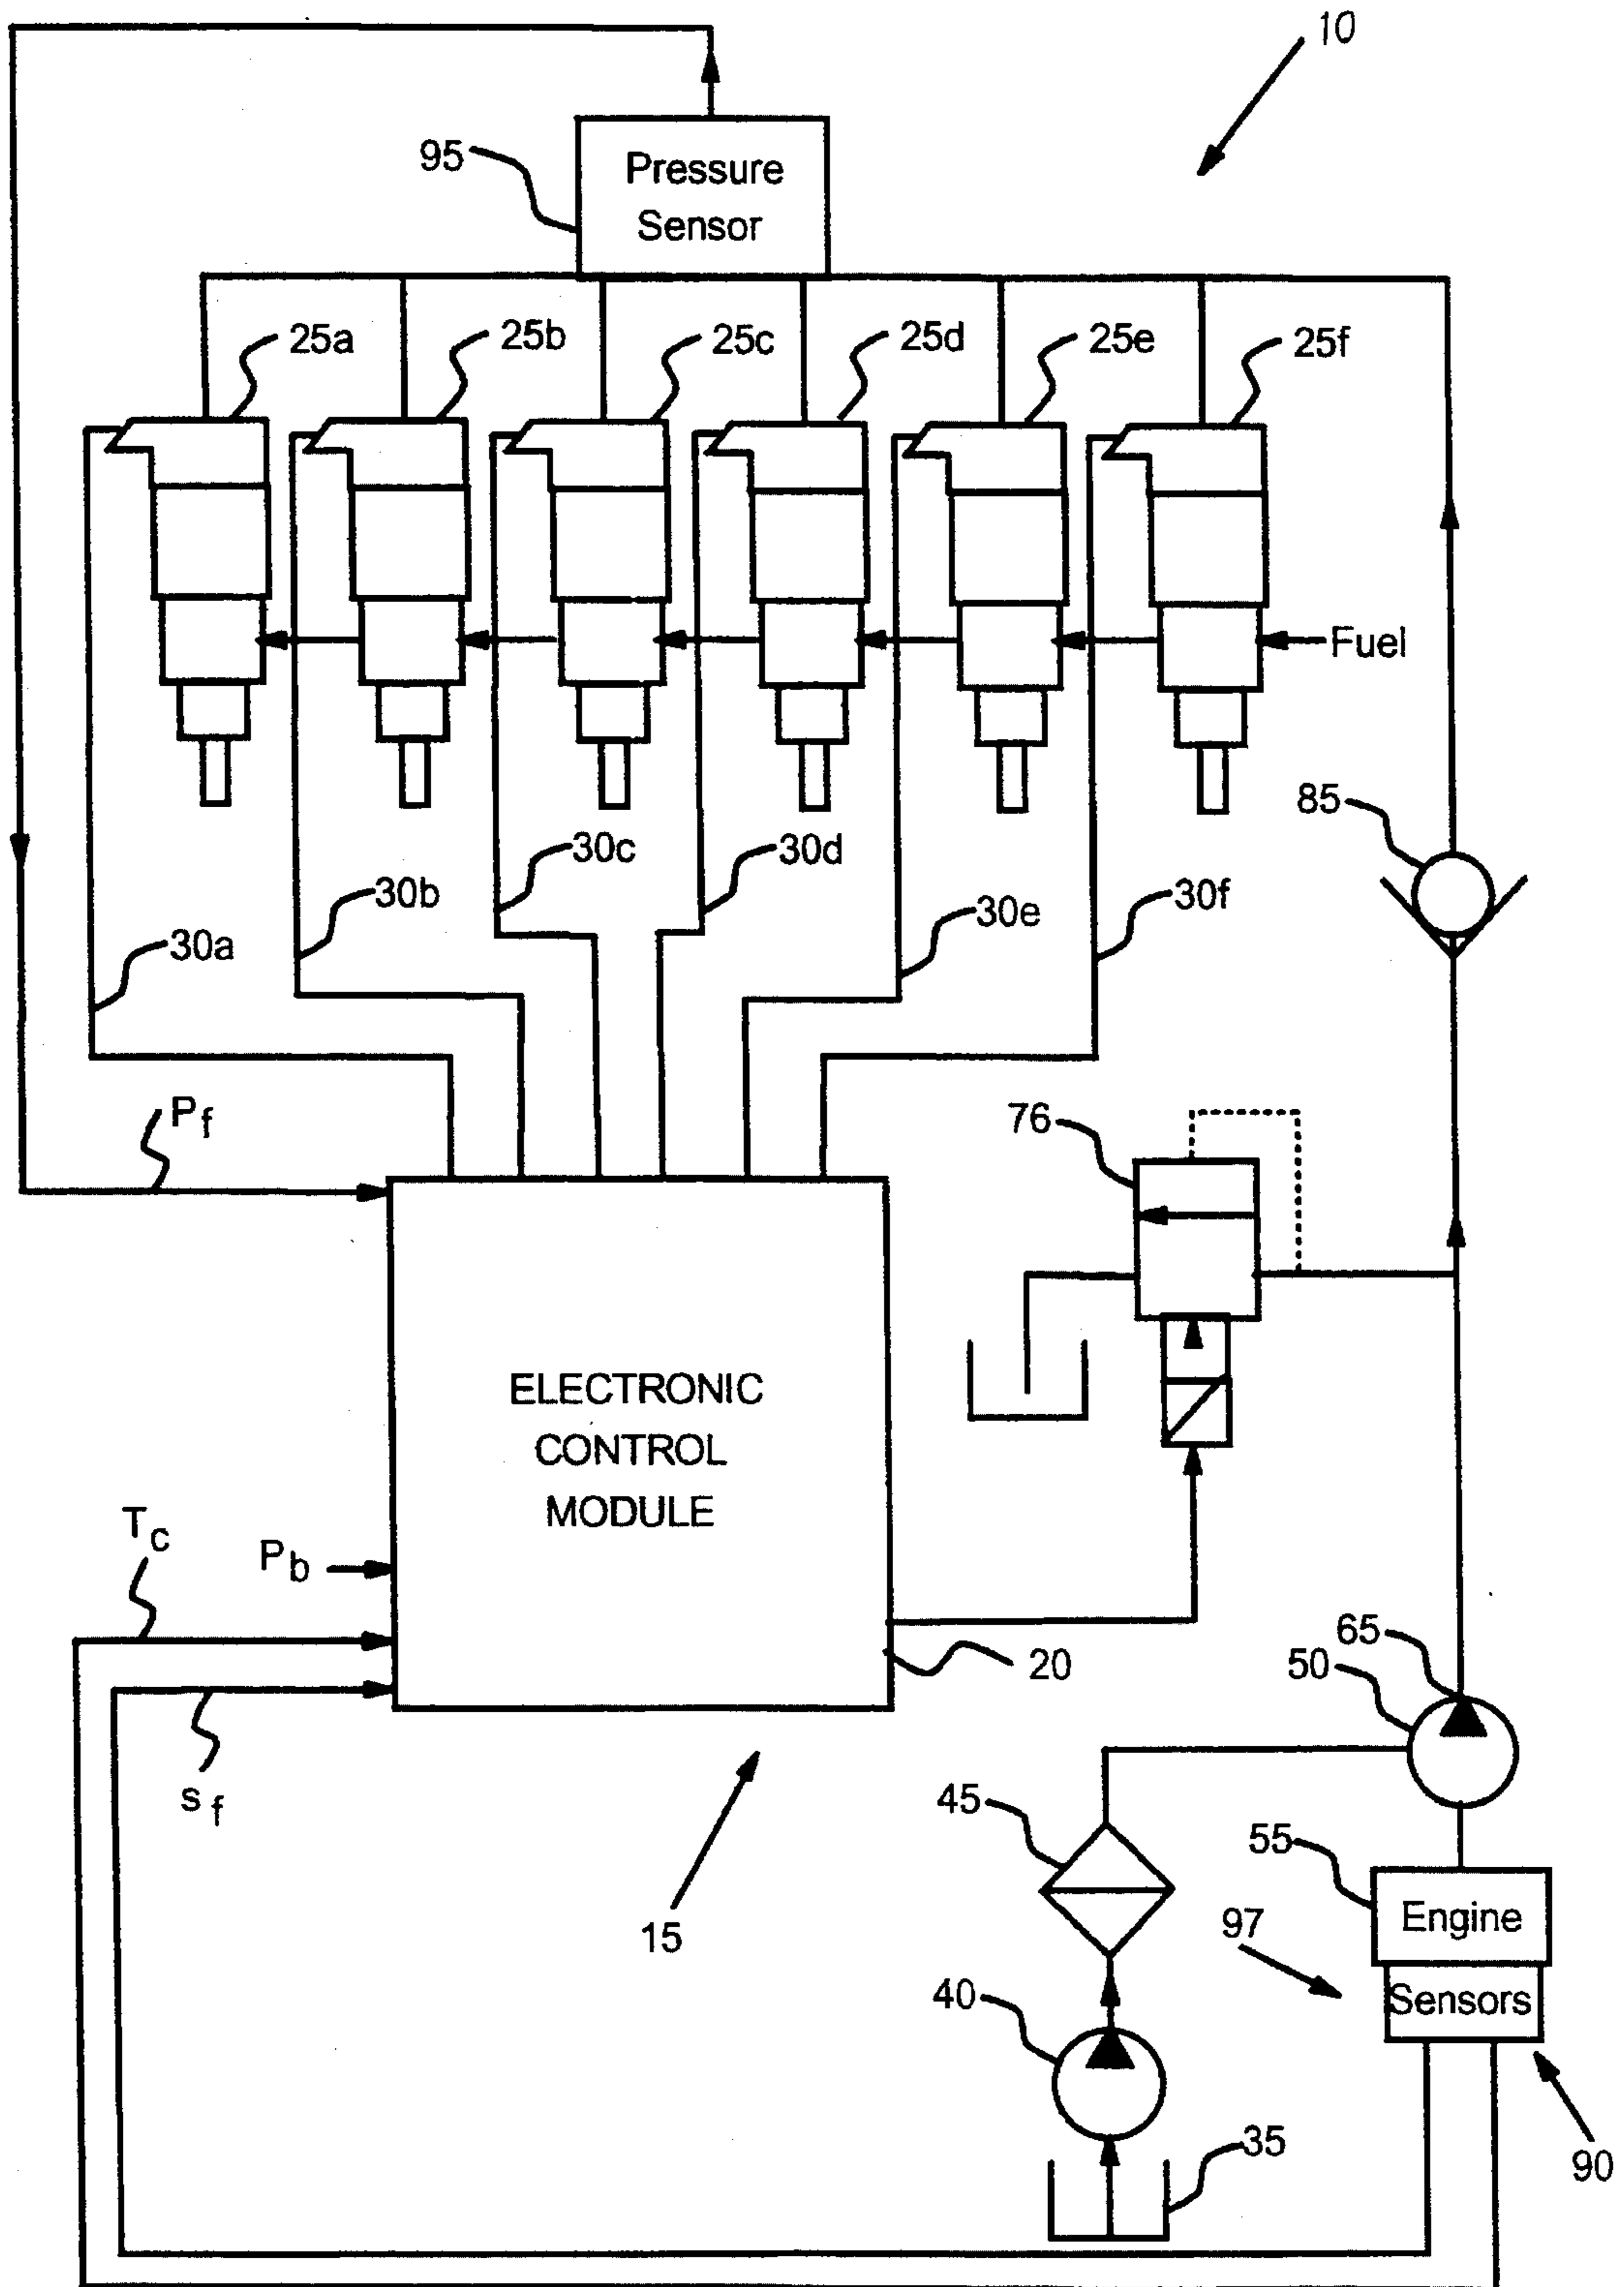 10
95
Pressure
Sensor
25a
25b
25c
25d
25e
25f
Fuel
85
30c
30d
30b
30e
30f
30a
Pf
76
ELECTRONIC
CONTROL
MODULE
Tc
Pb
20
65
50
sf
45
55
Engine
97
15
40
Sensors
35
90